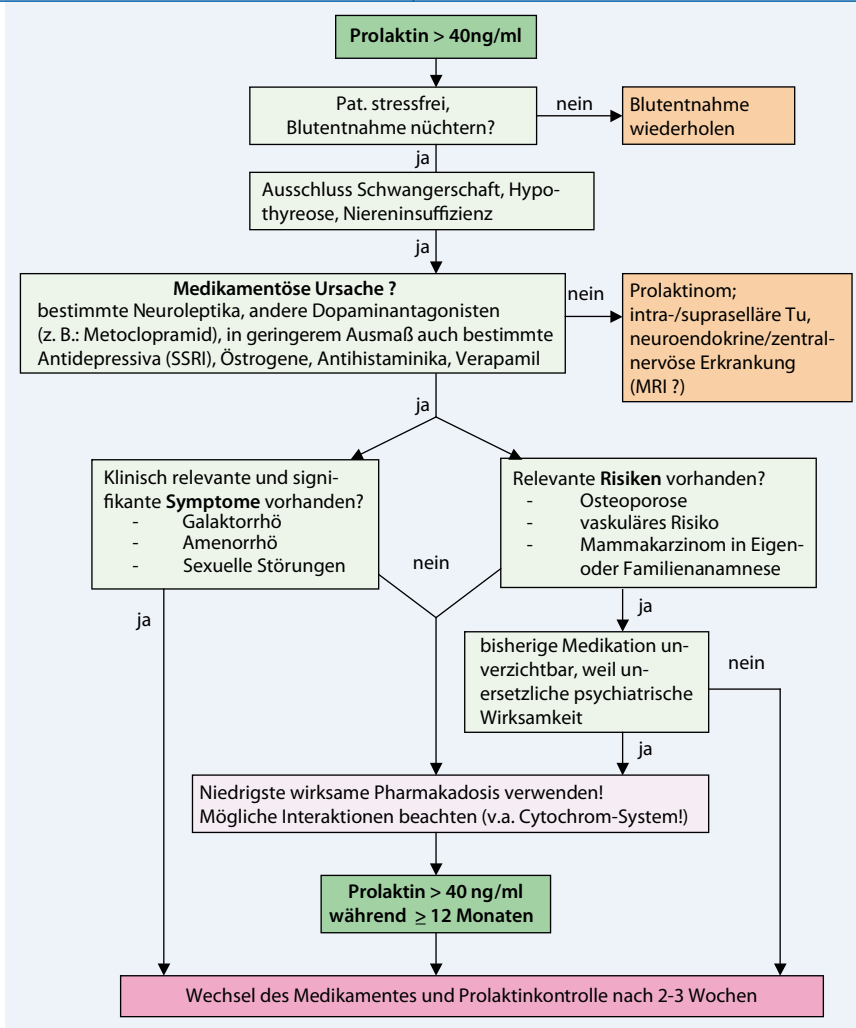 Prolaktin > 40ng/ml
Pat. stressfrei,
Blutentnahme nüchtern?
nein
Blutentnahme
wiederholen
ja
Ausschluss Schwangerschaft, Hypo-
thyreose, Niereninsuffizienz
ja
Medikamentöse Ursache ?
bestimmte Neuroleptika, andere Dopaminantagonisten
(z. B.: Metoclopramid), in geringerem Ausmaß auch bestimmte
Antidepressiva (SSRI), Östrogene, Antihistaminika, Verapamil
nein
Prolaktinom;
intra-/supraselläre Tu,
neuroendokrine/zentral-
nervöse Erkrankung
(MRI ?)
ja
Klinisch relevante und signi-
fikante Symptome vorhanden?
- Galaktorrhö
- Amenorrhö
- Sexuelle Störungen
nein
Relevante Risiken vorhanden?
- Osteoporose
- vaskuläres Risiko
- Mammakarzinom in Eigen-
oder Familienanamnese
ja
ja
bisherige Medikation un-
verzichtbar, weil un-
ersetzliche psychiatrische
Wirksamkeit
nein
ja
Niedrigste wirksame Pharmakadosis verwenden!
Mögliche Interaktionen beachten (v.a. Cytochrom-System!)
Prolaktin > 40 ng/ml
während ≥ 12 Monaten
Wechsel des Medikamentes und Prolaktinkontrolle nach 2-3 Wochen